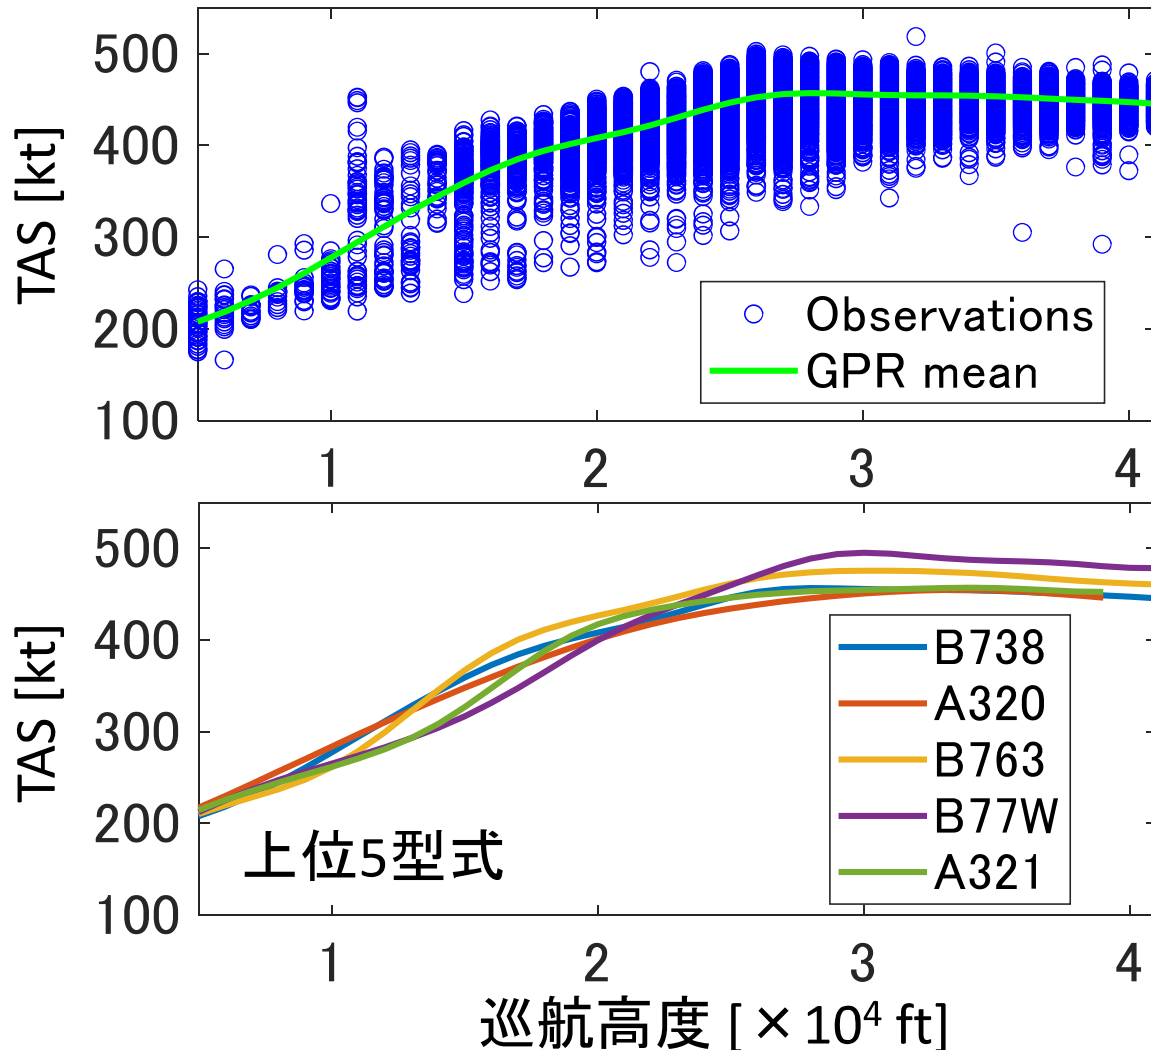 TAS [kt]
500
400
300
200
100
Observations
GPR mean
1 2 3 4
TAS [kt]
500
400
300
200
100
B738
A320
B763
B77W
A321
上位5型式
1 2 3 4
巡航高度 [×10⁴ ft]